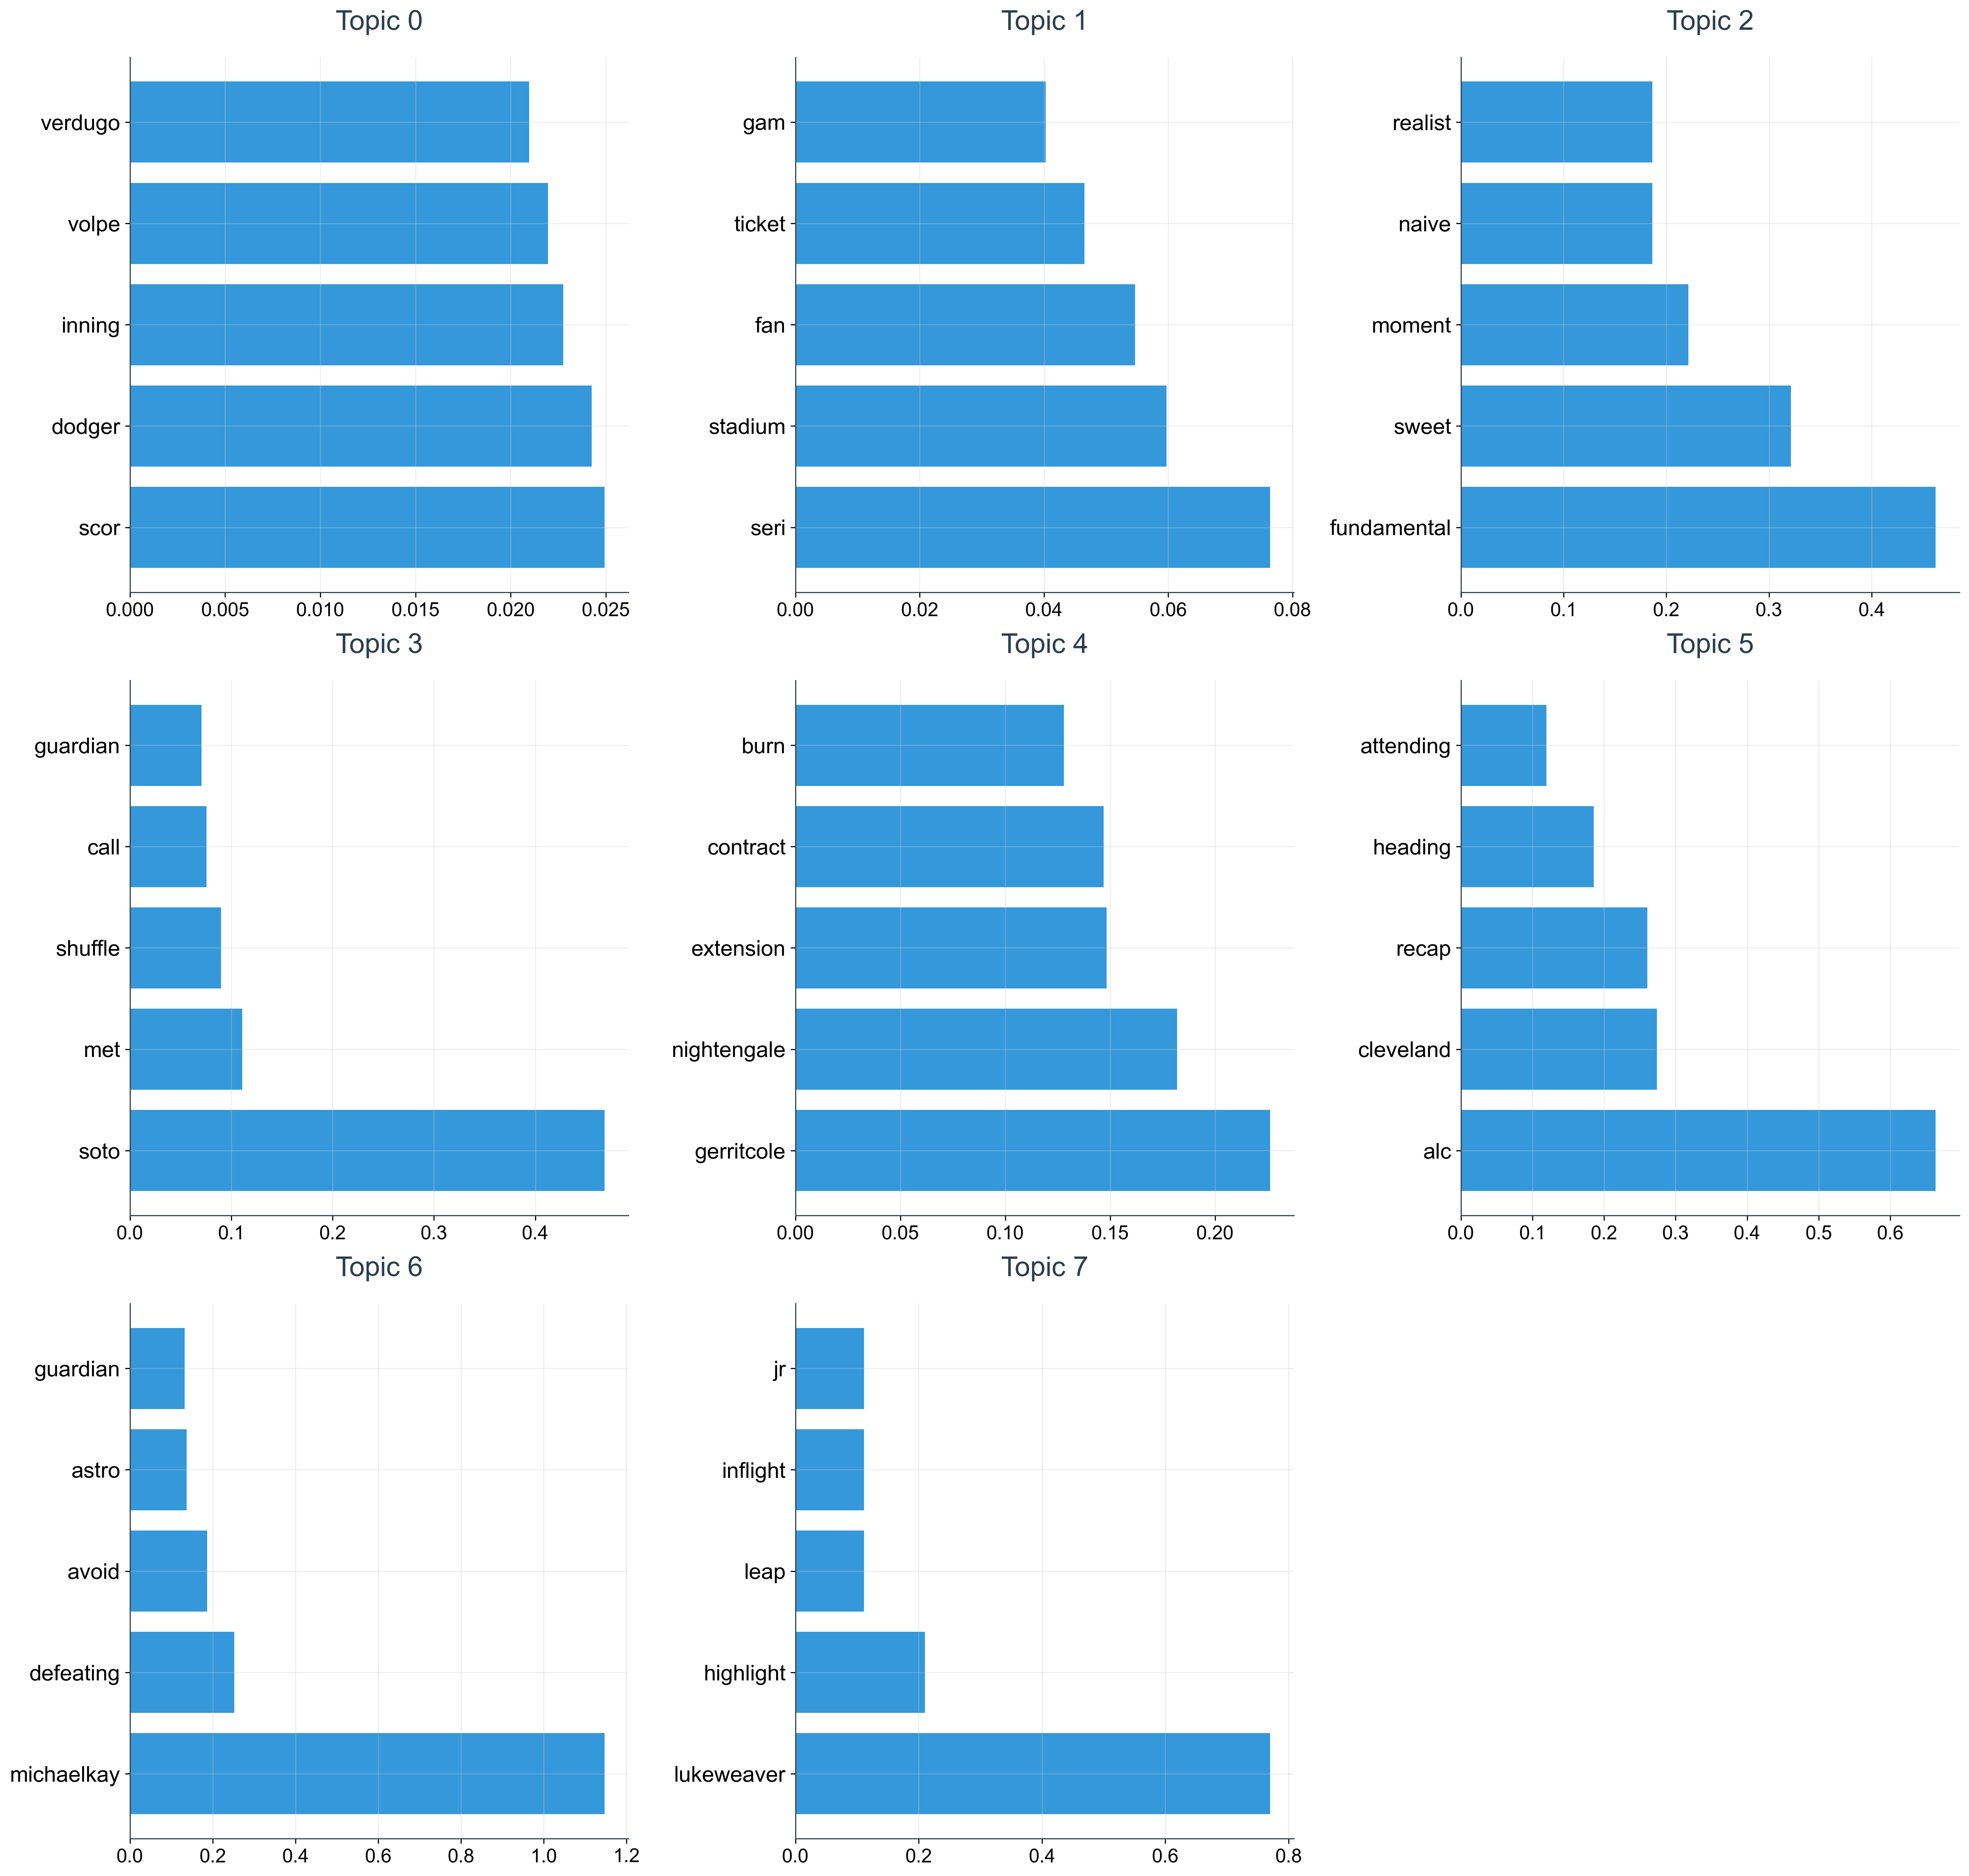 Topic 0
verdugo
volpe
inning
dodger
scor
0.000 0.005 0.010 0.015 0.020 0.025
Topic 1
gam
ticket
fan
stadium
seri
0.00 0.02 0.04 0.06 0.08
Topic 2
realist
naive
moment
sweet
fundamental
0.0 0.1 0.2 0.3 0.4
Topic 3
guardian
call
shuffle
met
soto
0.0 0.1 0.2 0.3 0.4
Topic 4
burn
contract
extension
nightengale
gerritcole
0.00 0.05 0.10 0.15 0.20
Topic 5
attending
heading
recap
cleveland
alc
0.0 0.1 0.2 0.3 0.4 0.5 0.6
Topic 6
guardian
astro
avoid
defeating
michaelkay
0.0 0.2 0.4 0.6 0.8 1.0 1.2
Topic 7
jr
inflight
leap
highlight
lukeweaver
0.0 0.2 0.4 0.6 0.8